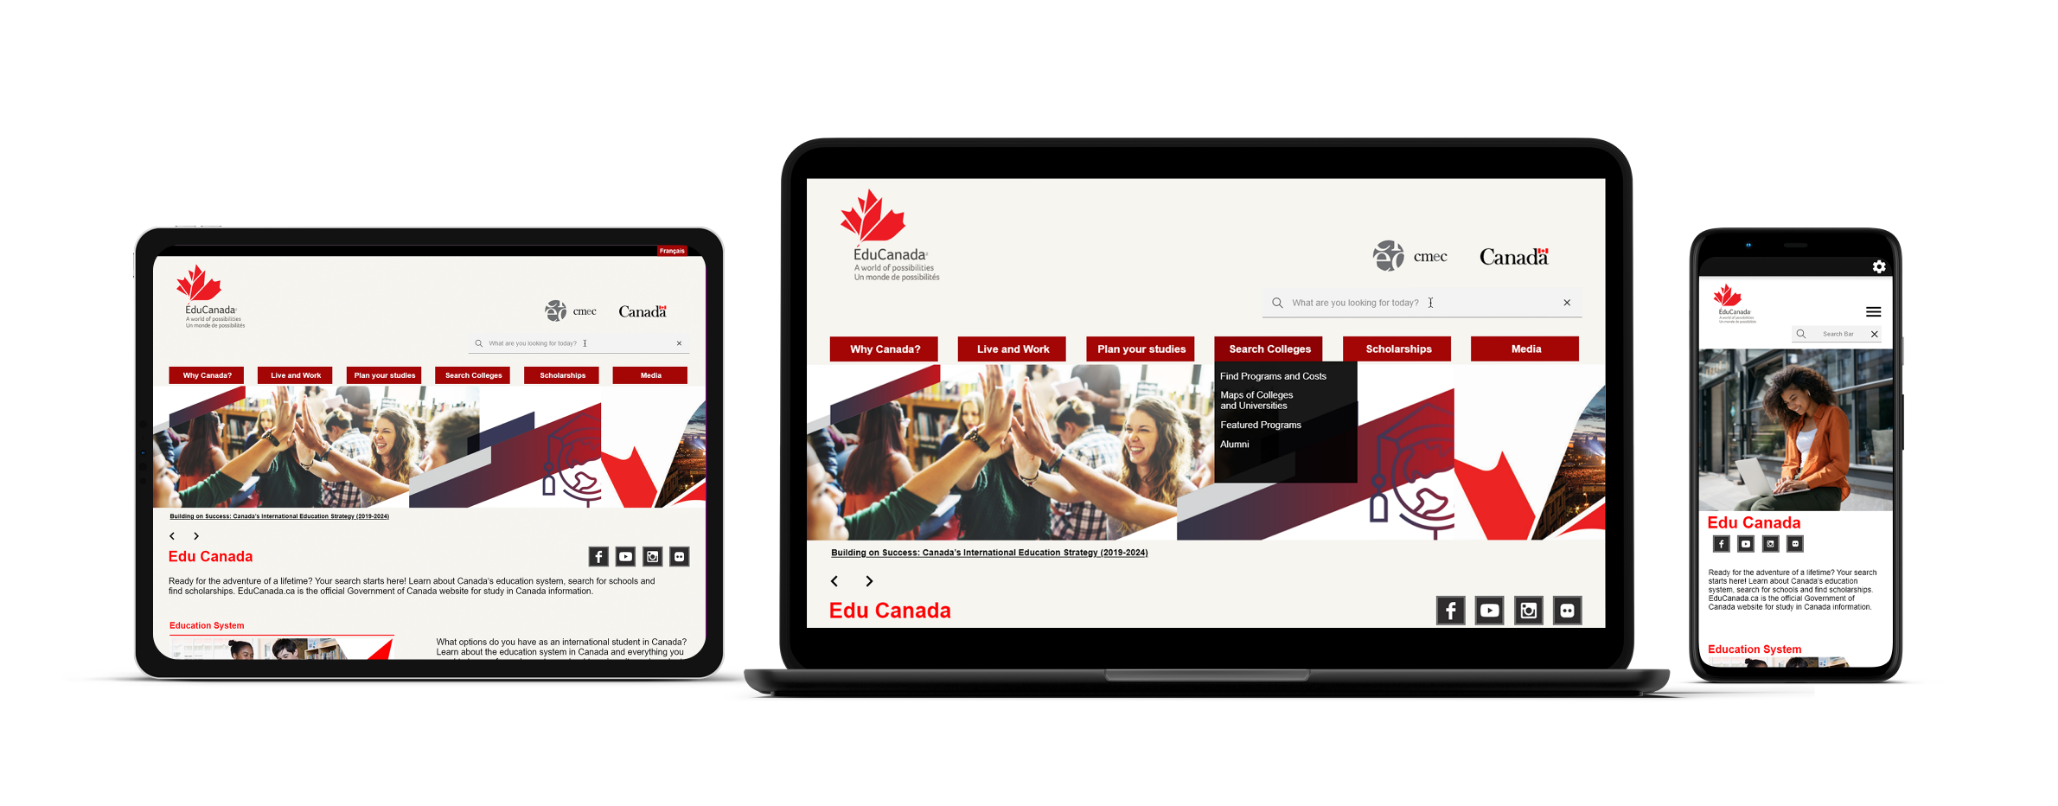 Français
ÉduCanada
A world of possibilities
Un monde de possibilités
cmec
Canada
What are you looking for today?
Why Canada?
Live and Work
Plan your studies
Search Colleges
Scholarships
Media
Building on Success: Canada's International Education Strategy (2019-2024)
Edu Canada
Ready for the adventure of a lifetime? Your search starts here! Learn about Canada's education system, search for schools and
find scholarships. EduCanada.ca is the official Government of Canada website for study in Canada information.
Education System
What options do you have as an international student in Canada?
Learn about the education system in Canada and everything you
ÉduCanada
A world of possibilities
Un monde de possibilités
cmec
Canada
What are you looking for today?
Why Canada?
Live and Work
Plan your studies
Search Colleges
Scholarships
Media
Find Programs and Costs
Maps of Colleges
and Universities
Featured Programs
Alumni
Building on Success: Canada's International Education Strategy (2019-2024)
Edu Canada
ÉduCanada
A world of possibilities
Un monde de possibilités
Search Bar
Edu Canada
Ready for the adventure of a lifetime? Your search
starts here! Learn about Canada's education
system, search for schools and find scholarships.
EduCanada.ca is the official Government of
Canada website for study in Canada information.
Education System